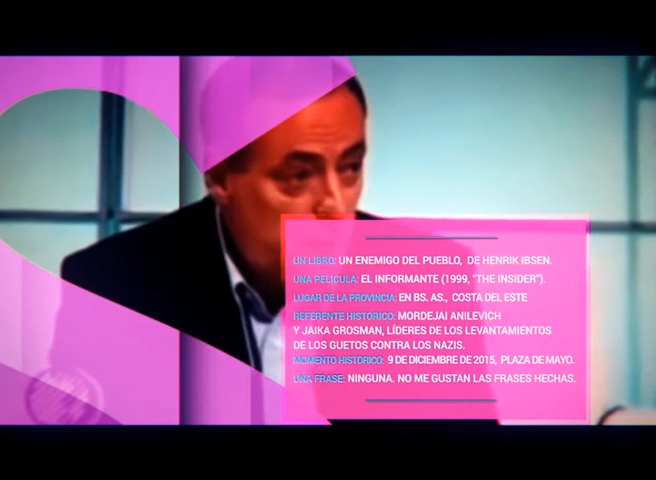 UN LIBRO: UN ENEMIGO DEL PUEBLO, DE HENRIK IBSEN.
UNA PELICULA: EL INFORMANTE (1999, "THE INSIDER").
LUGAR DE LA PROVINCIA: EN BS. AS., COSTA DEL ESTE
REFERENTE HISTORICO: MORDEJAI ANILEVICH
Y JAIKA GROSMAN, LÍDERES DE LOS LEVANTAMIENTOS
DE LOS GUETOS CONTRA LOS NAZIS.
MOMENTO HISTORICO: 9 DE DICIEMBRE DE 2015, PLAZA DE MAYO.
UNA FRASE: NINGUNA. NO ME GUSTAN LAS FRASES HECHAS.